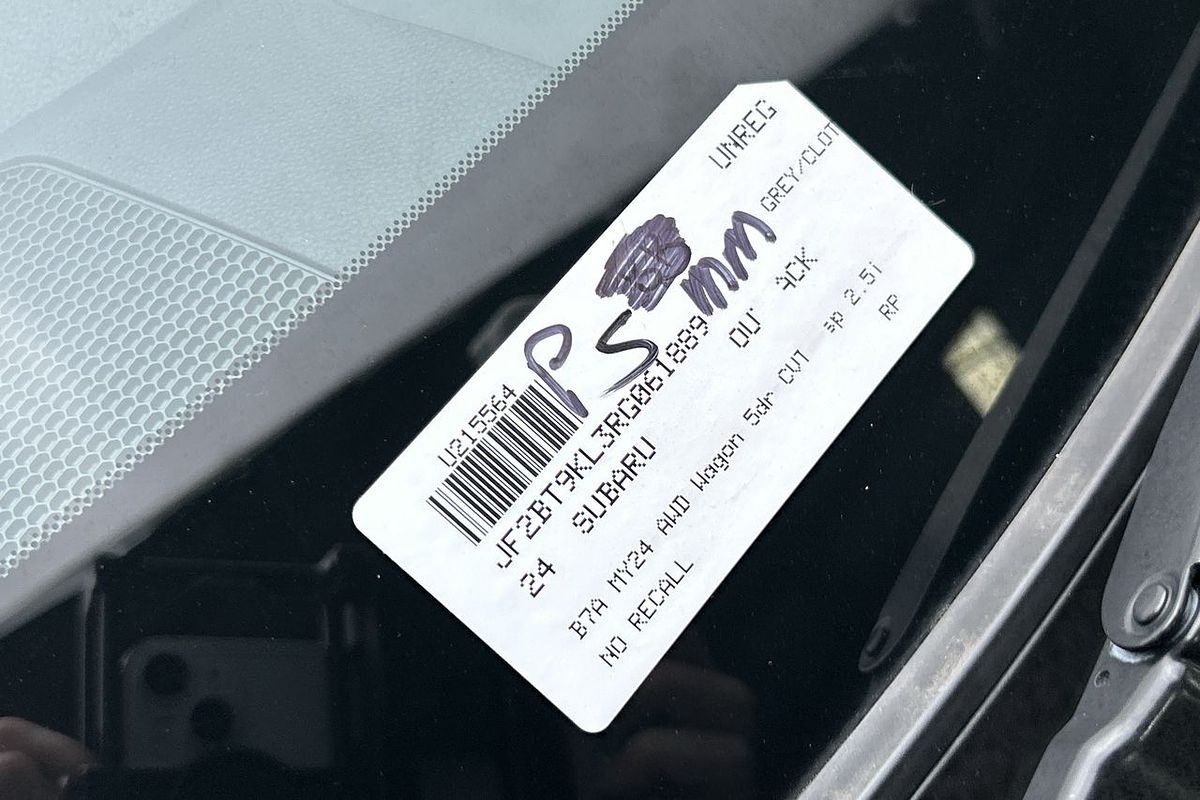 U215564 UNREG
PS mm
JF2BT9KL3RG061889 GREY/CLOT
24 SUBARU OU ACK
B7A MY24 AWD Wagon 5dr CVT sp 2.5i
NO RECALL RP